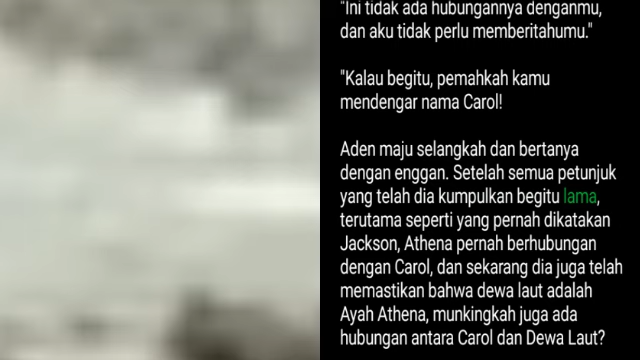 "Ini tidak ada hubungannya denganmu,
dan aku tidak perlu memberitahumu."
"Kalau begitu, pemahkah kamu
mendengar nama Carol!
Aden maju selangkah dan bertanya
dengan enggan. Setelah semua petunjuk
yang telah dia kumpulkan begitu lama,
terutama seperti yang pernah dikatakan
Jackson, Athena pernah berhubungan
dengan Carol, dan sekarang dia juga telah
memastikan bahwa dewa laut adalah
Ayah Athena, munkingkah juga ada
hubungan antara Carol dan Dewa Laut?